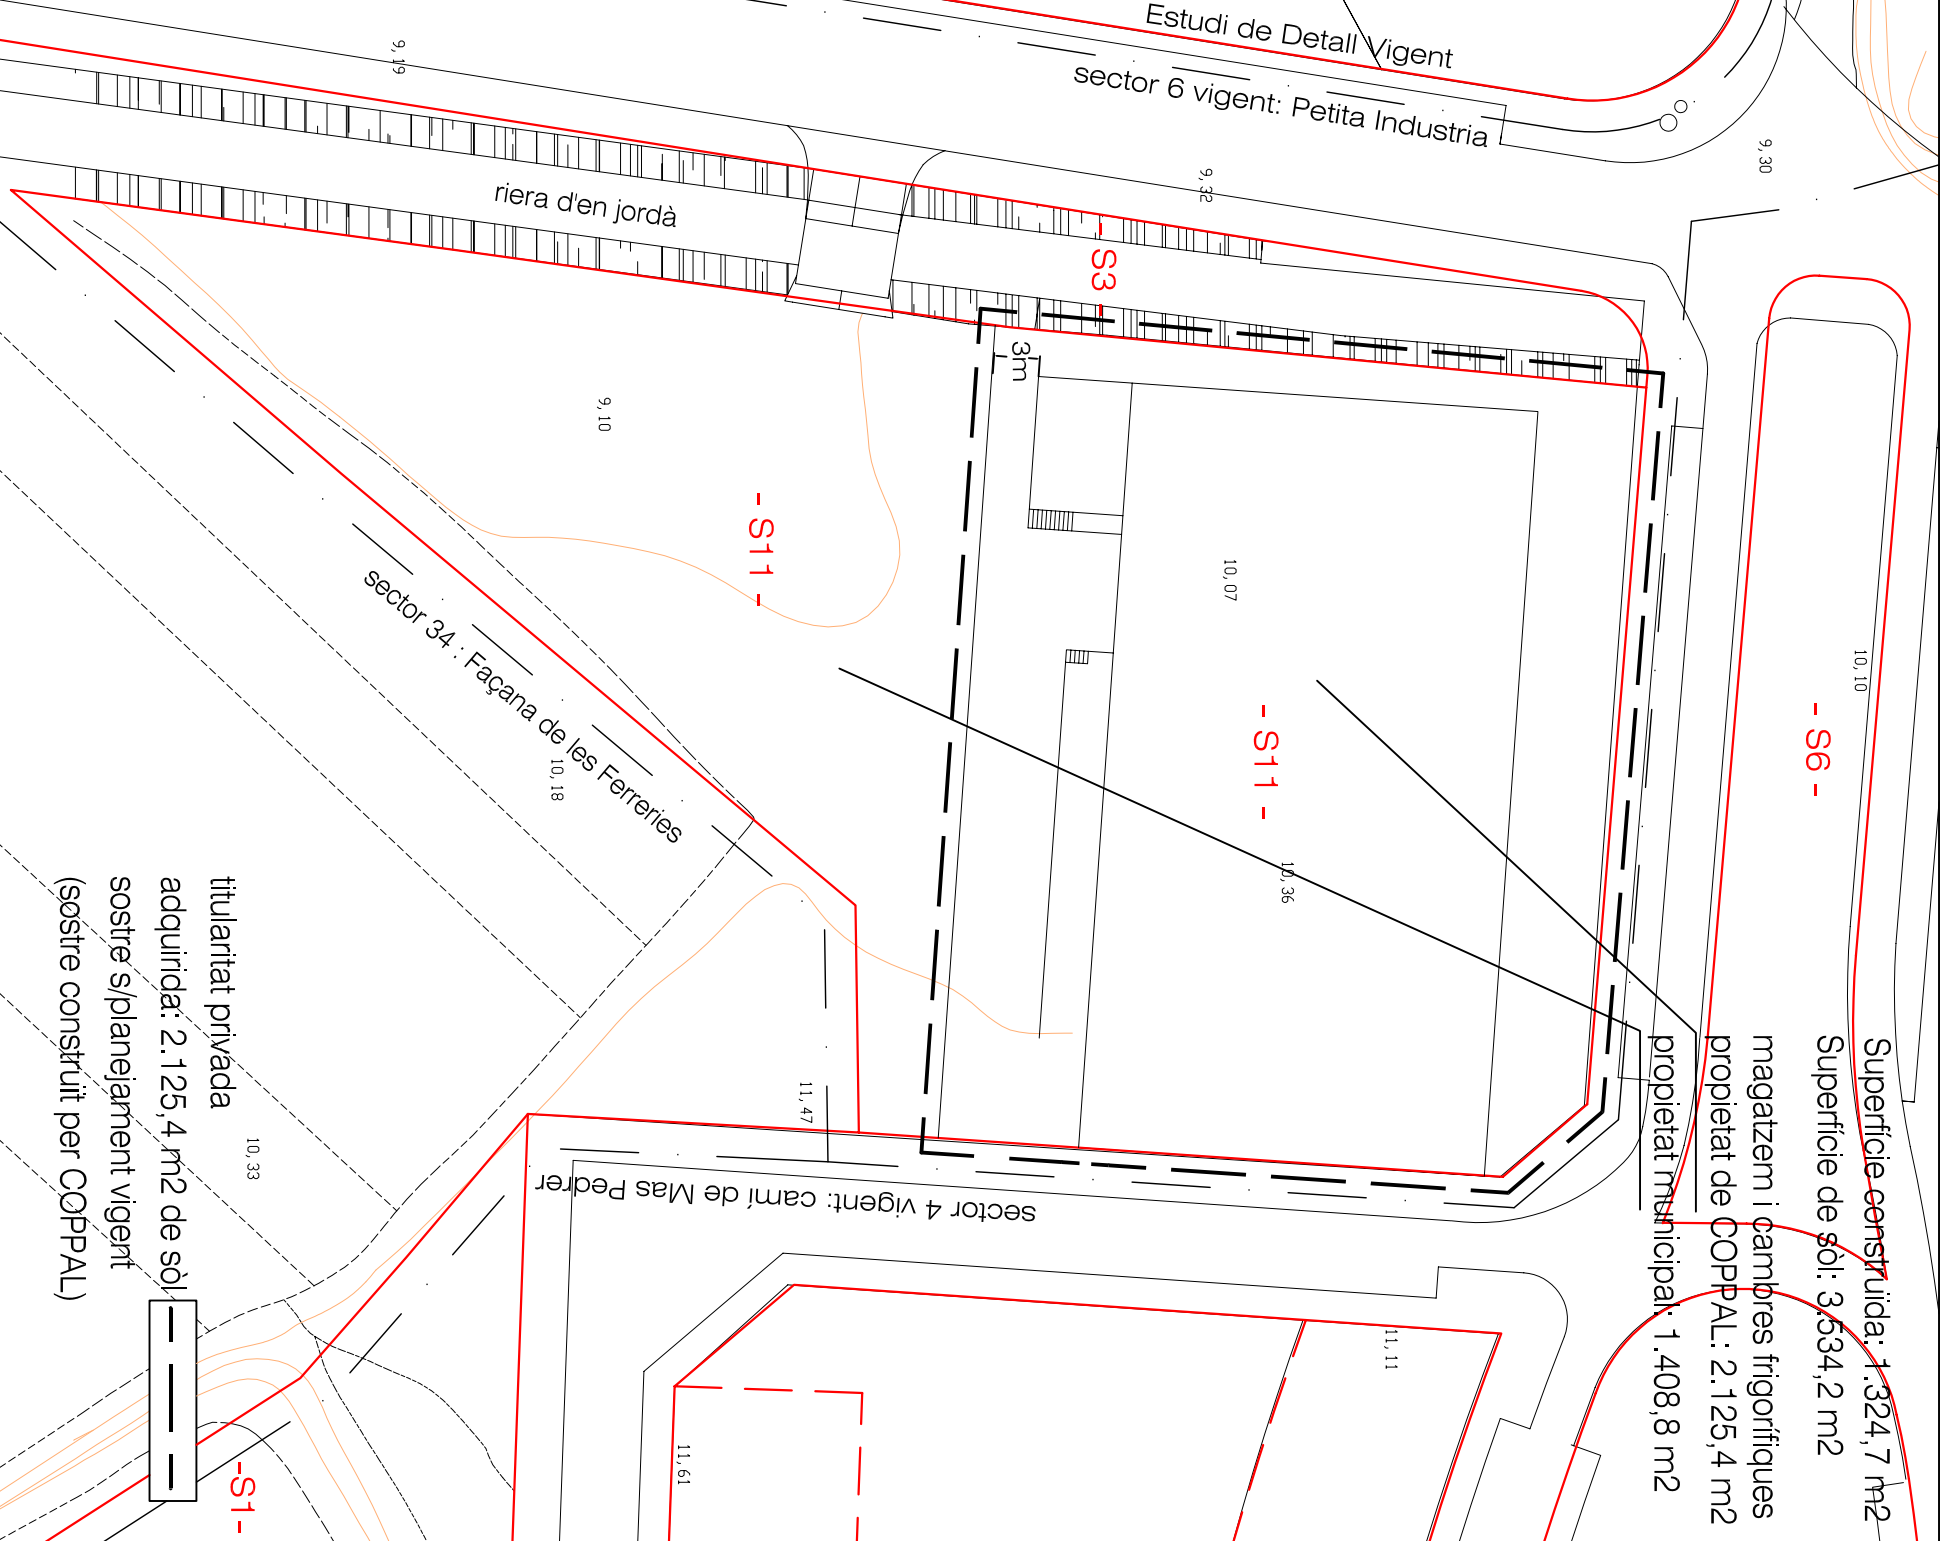 Estudi de Detall Vigent
sector 6 vigent: Petita Industria
9,19
9,30
9,32
riera d'en jordà
- S3 -
3m
9,10
- S11 -
10,07
10,10
- S6 -
- S11 -
sector 34 : Façana de les Ferreries
10,18
10,36
11,47
10,33
sector 4 vigent: camí de Mas Pedrer
11,11
11,61
-S1-
Superfície construïda: 1.324,7 m2
Superfície de sòl: 3.534,2 m2
magatzem i cambres frigorífiques
propietat de COPPAL: 2.125,4 m2
propietat municipal: 1.408,8 m2
titularitat privada
adquirida: 2.125,4 m2 de sòl
sostre s/planejament vigent
(sostre construït per COPPAL)